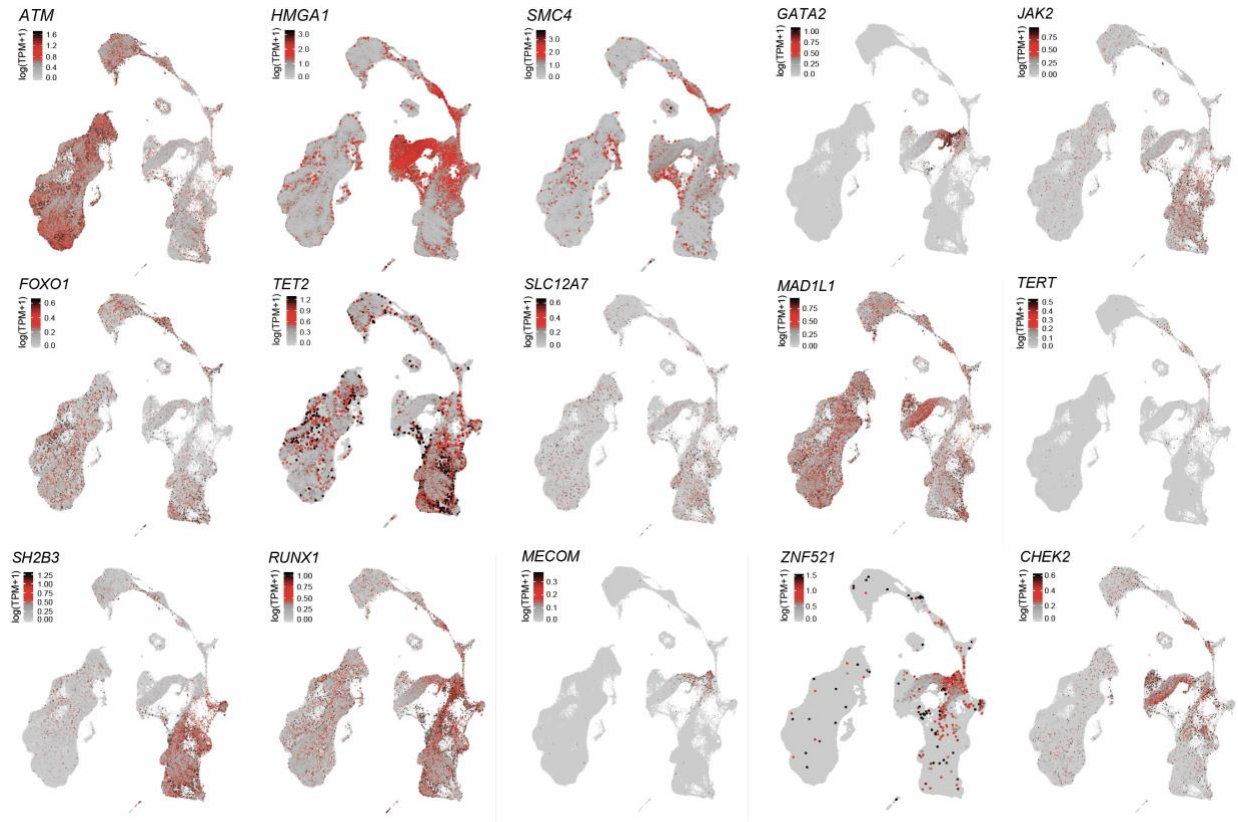 ATM
log(TPM+1)
1.6
1.2
0.8
0.4
0.0
HMGA1
log(TPM+1)
3.0
2.0
1.0
0.0
SMC4
log(TPM+1)
3.0
2.0
1.0
0.0
GATA2
log(TPM+1)
1.00
0.75
0.50
0.25
0.00
JAK2
log(TPM+1)
0.75
0.50
0.25
0.00
FOXO1
log(TPM+1)
0.6
0.4
0.2
0.0
TET2
log(TPM+1)
1.2
0.9
0.6
0.3
0.0
SLC12A7
log(TPM+1)
0.6
0.4
0.2
0.0
MAD1L1
log(TPM+1)
0.75
0.50
0.25
0.00
TERT
log(TPM+1)
0.5
0.4
0.3
0.2
0.1
0.0
SH2B3
log(TPM+1)
1.25
1.00
0.75
0.50
0.25
0.00
RUNX1
log(TPM+1)
1.00
0.75
0.50
0.25
0.00
MECOM
log(TPM+1)
0.3
0.2
0.1
0.0
ZNF521
log(TPM+1)
1.5
1.0
0.5
0.0
CHEK2
log(TPM+1)
0.6
0.4
0.2
0.0